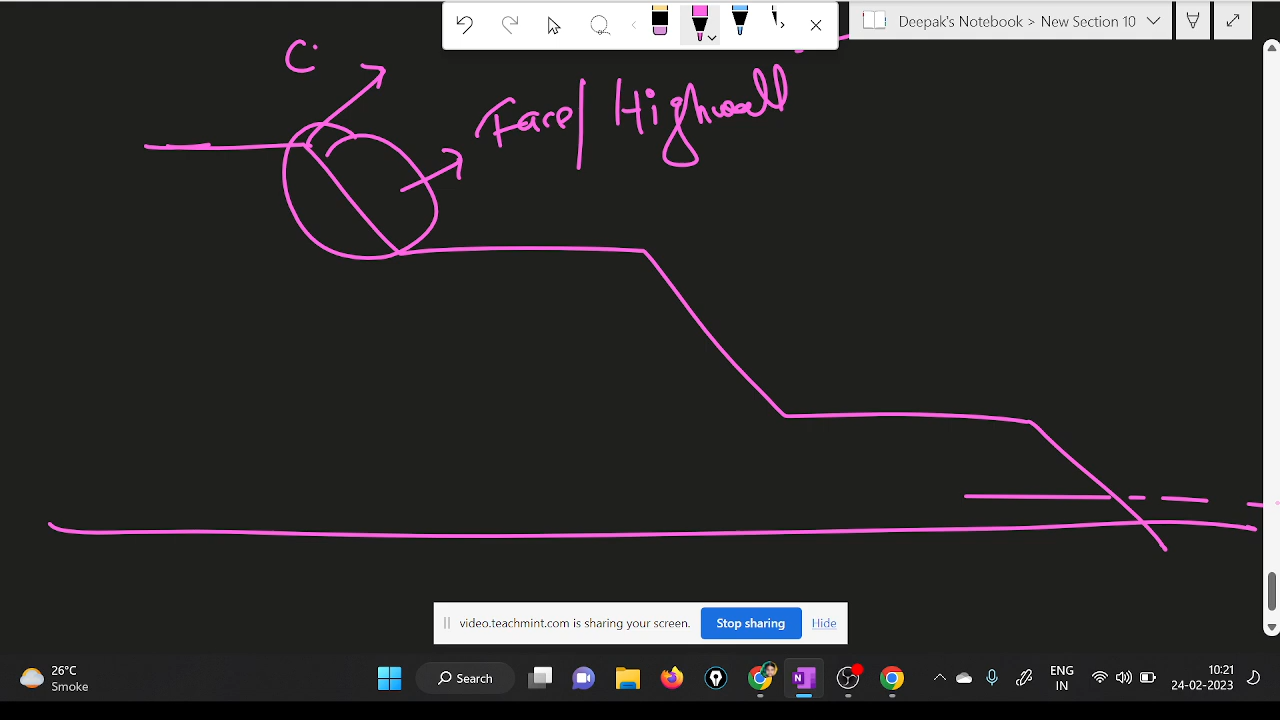 Deepak's Notebook > New Section 10
C
Face/ Highwall
video.teachmint.com is sharing your screen.
Stop sharing
Hide
26°C
Smoke
Search
ENG
IN
10:21
24-02-2023